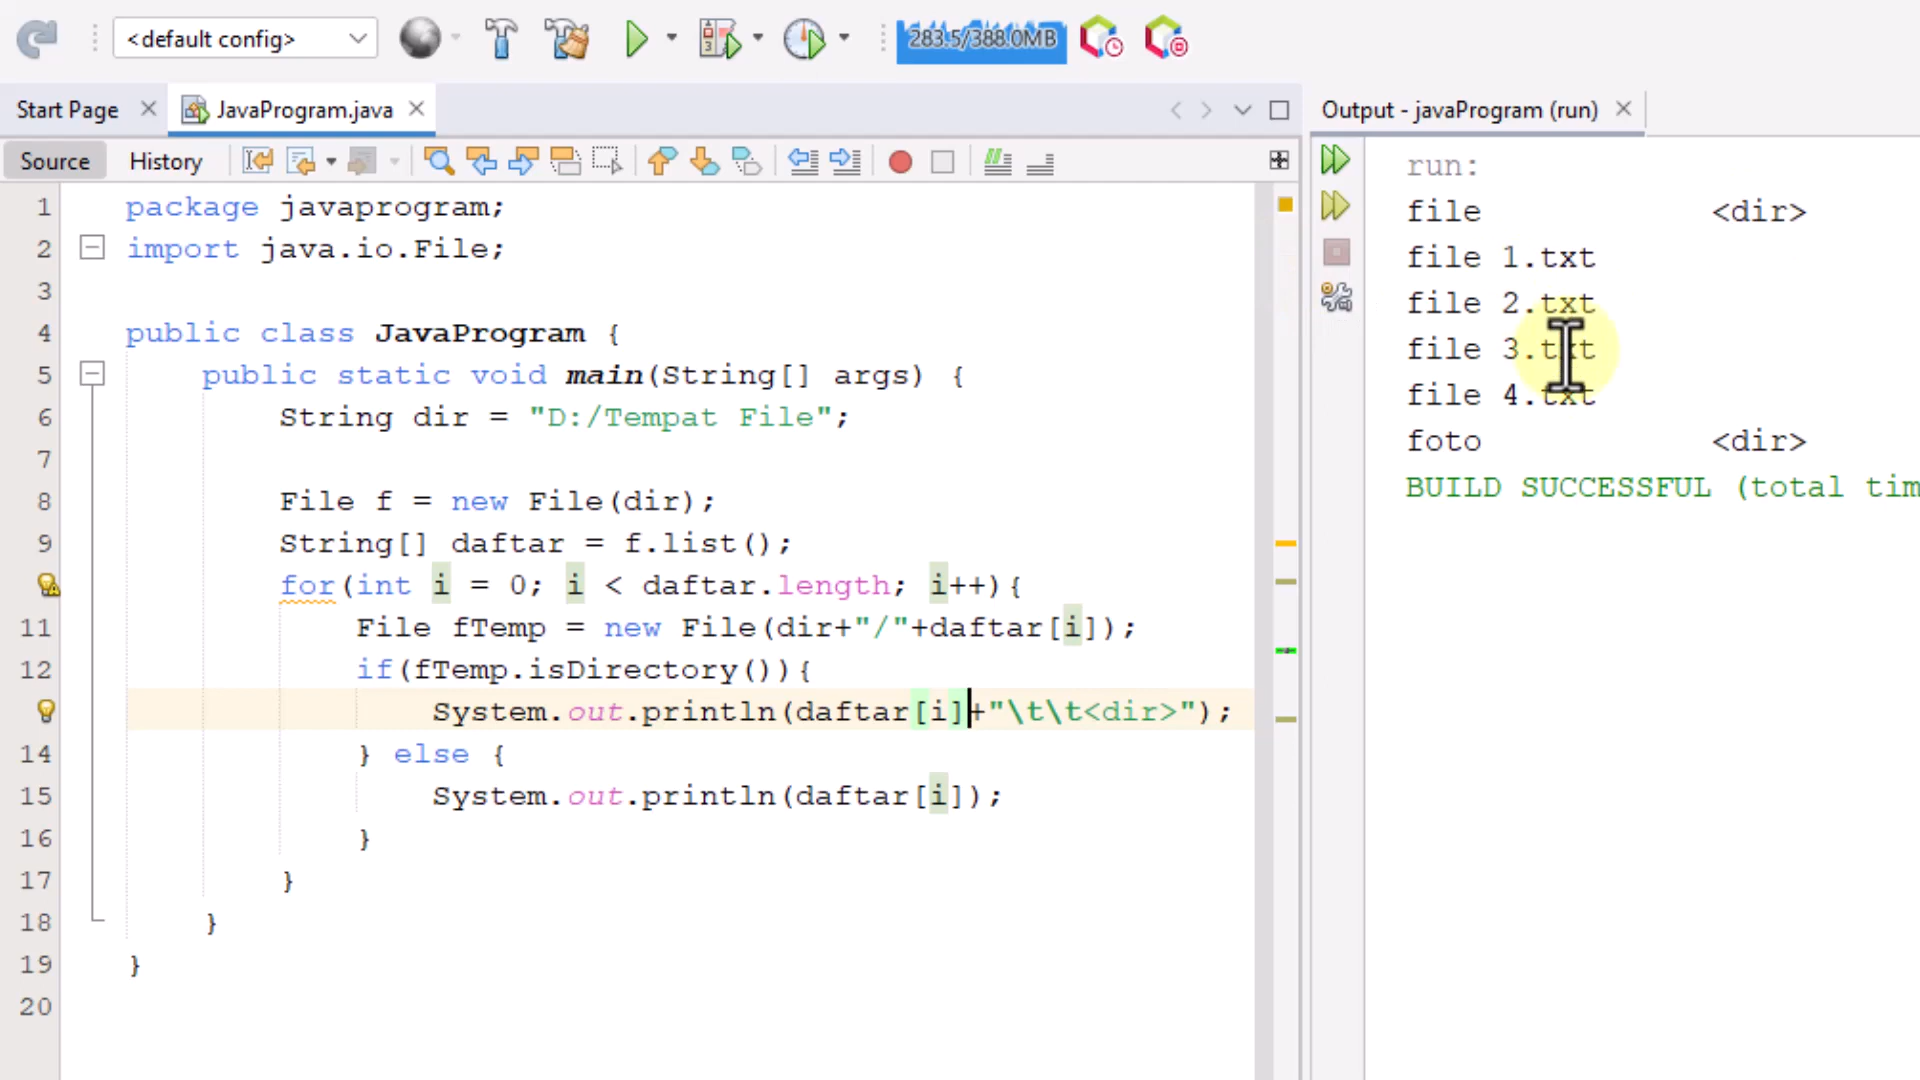 <default config>
283.5/388.0MB
Start Page
JavaProgram.java
Source
History
1 package javaprogram;
2 import java.io.File;
3
4 public class JavaProgram {
5 public static void main(String[] args) {
6 String dir = "D:/Tempat File";
7
8 File f = new File(dir);
9 String[] daftar = f.list();
for(int i = 0; i < daftar.length; i++){
11 File fTemp = new File(dir+"/"+daftar[i]);
12 if(fTemp.isDirectory()){
System.out.println(daftar[i]+"\t\t<dir>");
14 } else {
15 System.out.println(daftar[i]);
16 }
17 }
18 }
19 }
20
Output - javaProgram (run)
run:
file <dir>
file 1.txt
file 2.txt
file 3.txt
file 4.txt
foto <dir>
BUILD SUCCESSFUL (total tim